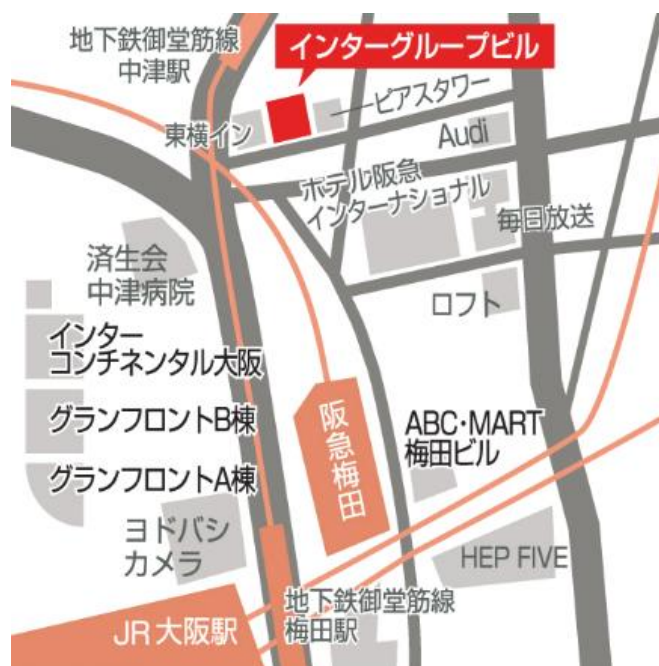 地下鉄御堂筋線
中津駅
インターグループビル
ピアスタワー
東横イン
Audi
ホテル阪急
インターナショナル
毎日放送
済生会
中津病院
ロフト
インター
コンチネンタル大阪
グランフロントB棟
阪急梅田
ABC・MART
梅田ビル
グランフロントA棟
ヨドバシ
カメラ
HEP FIVE
地下鉄御堂筋線
梅田駅
JR 大阪駅